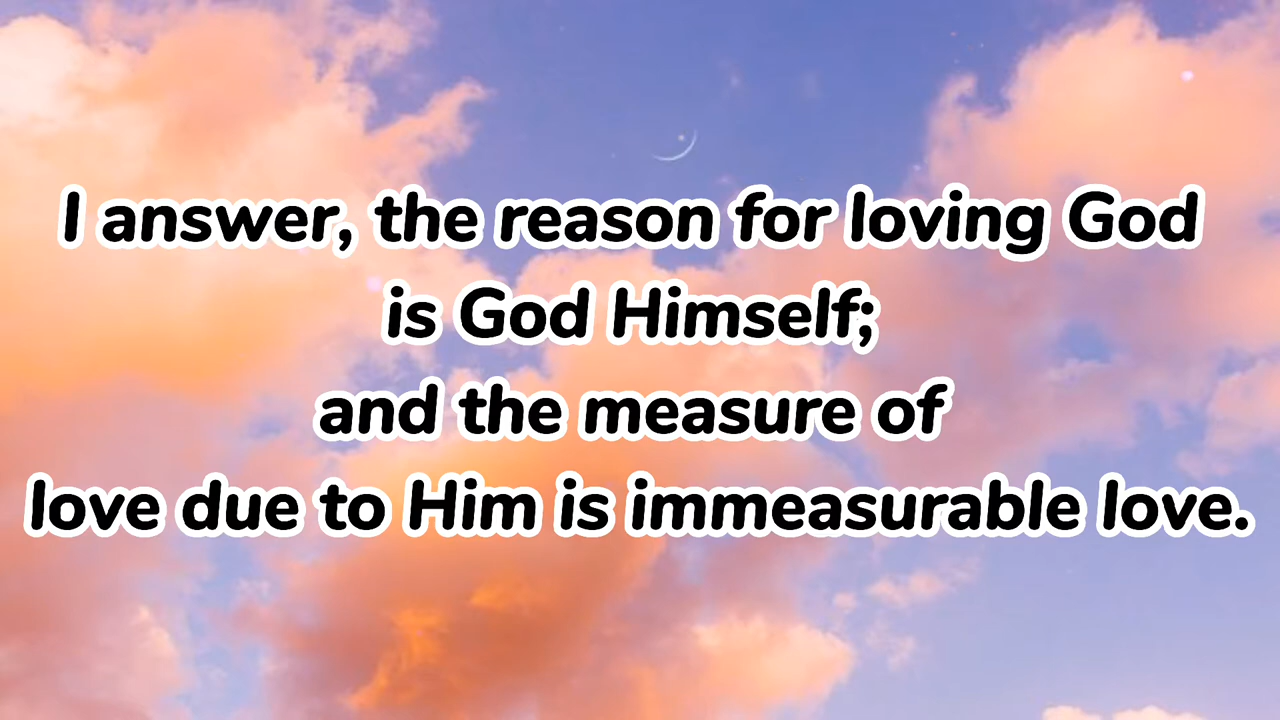 I answer, the reason for loving God
is God Himself;
and the measure of
love due to Him is immeasurable love.